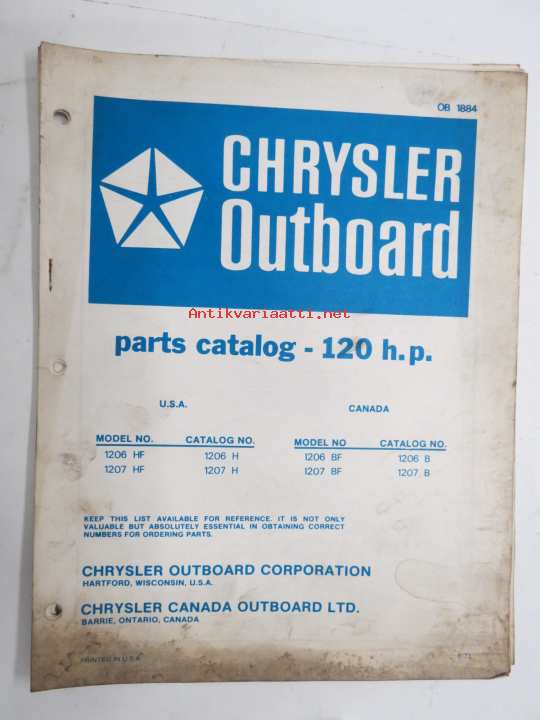 OB 1884
CHRYSLER
Outboard
Antikvariaatti.net
parts catalog - 120 h.p.
U.S.A. CANADA
MODEL NO. CATALOG NO. MODEL NO CATALOG NO.
1206 HF 1206 H 1206 BF 1206 B
1207 HF 1207 H 1207 BF 1207 B
KEEP THIS LIST AVAILABLE FOR REFERENCE. IT IS NOT ONLY
VALUABLE BUT ABSOLUTELY ESSENTIAL IN OBTAINING CORRECT
NUMBERS FOR ORDERING PARTS.
CHRYSLER OUTBOARD CORPORATION
HARTFORD, WISCONSIN, U.S.A.
CHRYSLER CANADA OUTBOARD LTD.
BARRIE, ONTARIO, CANADA
PRINTED IN U.S.A.